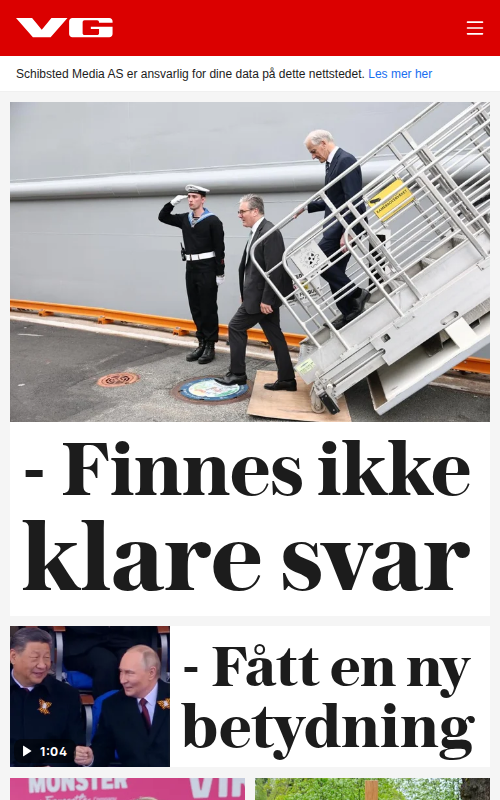 VG
Schibsted Media AS er ansvarlig for dine data på dette nettstedet. Les mer
- Finnes ikke
klare svar
- Fått en ny
betydning
1:04
MONSTER